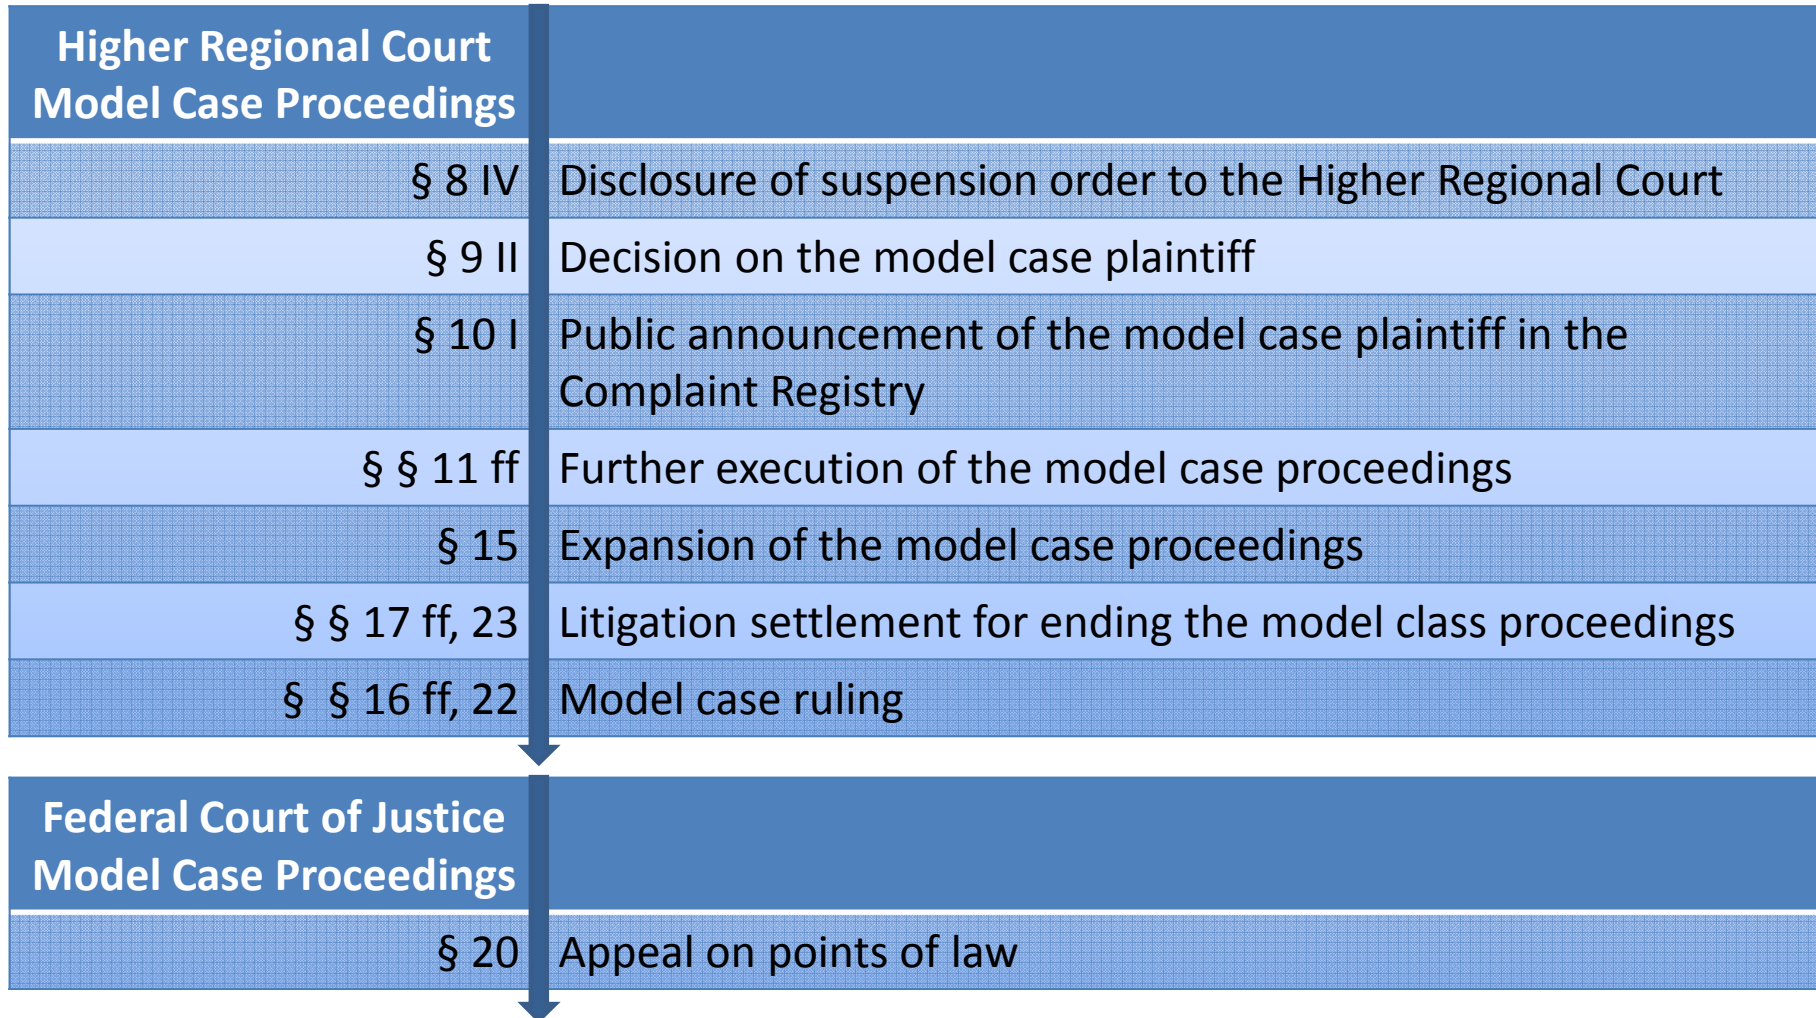 Higher Regional Court
Model Case Proceedings
§ 8 IV Disclosure of suspension order to the Higher Regional Court
§ 9 II Decision on the model case plaintiff
§ 10 I Public announcement of the model case plaintiff in the
Complaint Registry
§ § 11 ff Further execution of the model case proceedings
§ 15 Expansion of the model case proceedings
§ § 17 ff, 23 Litigation settlement for ending the model class proceedings
§ § 16 ff, 22 Model case ruling
Federal Court of Justice
Model Case Proceedings
§ 20 Appeal on points of law